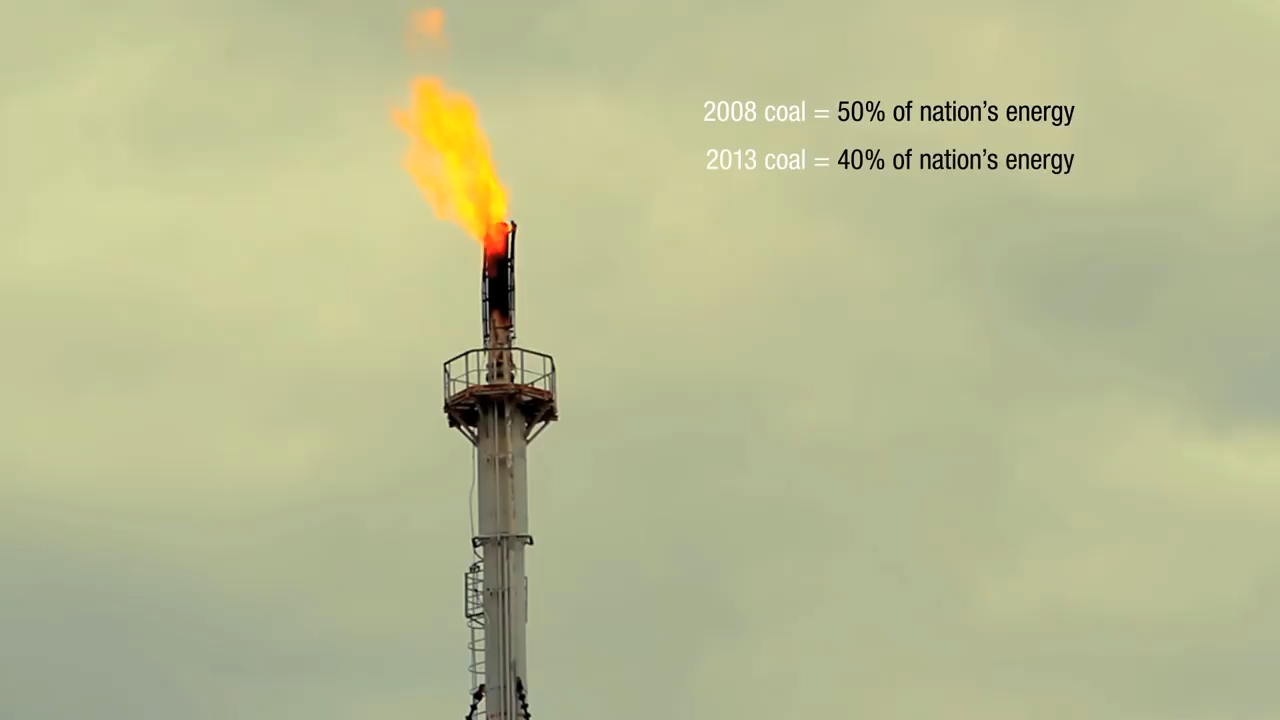 2008 coal = 50% of nation's energy
2013 coal = 40% of nation's energy